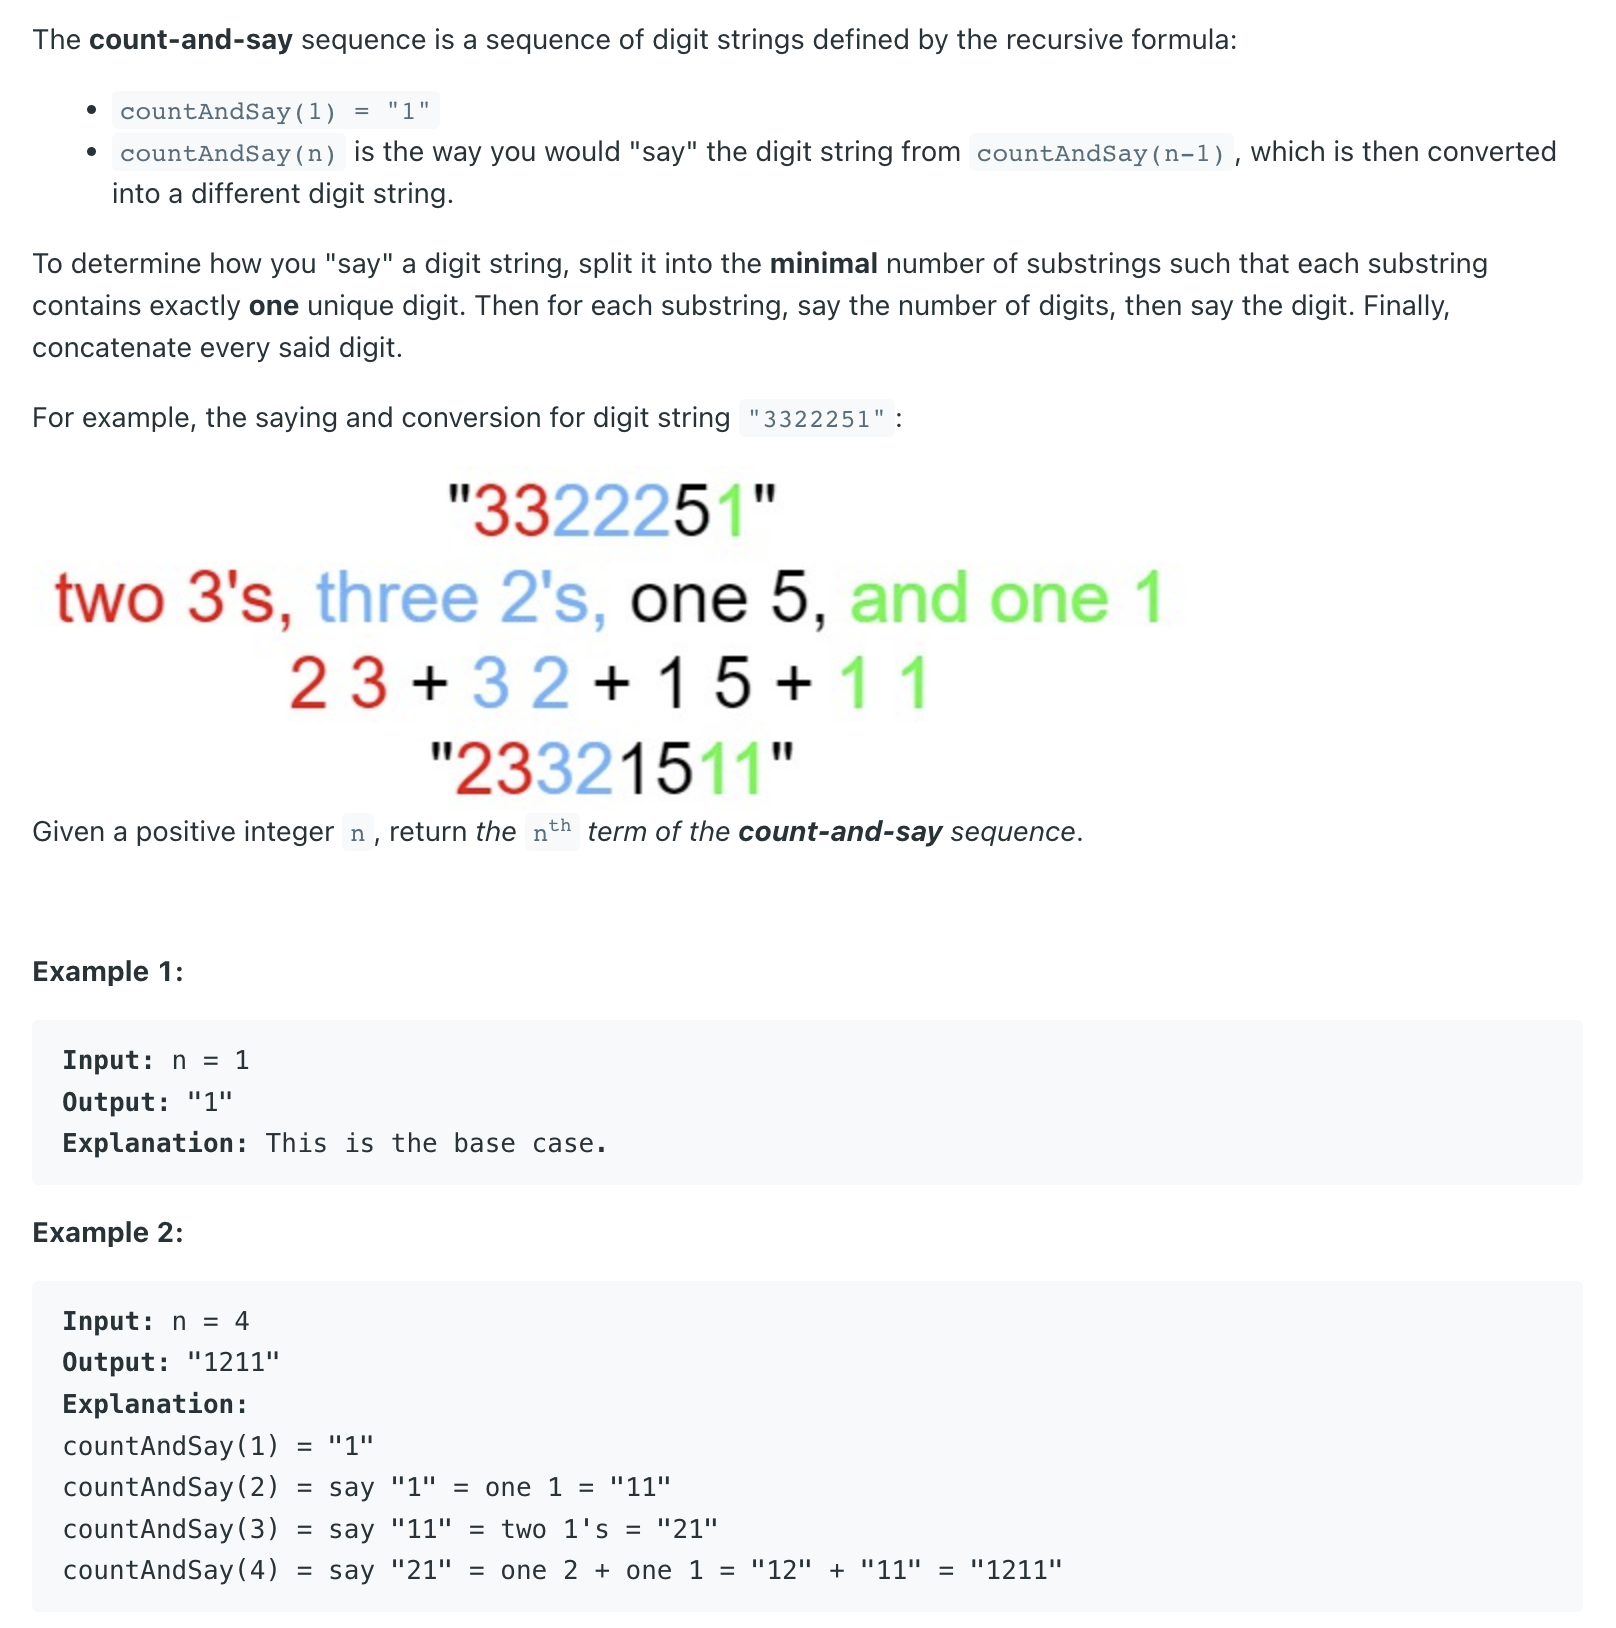 The count-and-say sequence is a sequence of digit strings defined by the recursive formula:
• countAndSay(1) = "1"
• countAndSay(n) is the way you would "say" the digit string from countAndSay(n-1), which is then converted
into a different digit string.
To determine how you "say" a digit string, split it into the minimal number of substrings such that each substring
contains exactly one unique digit. Then for each substring, say the number of digits, then say the digit. Finally,
concatenate every said digit.
For example, the saying and conversion for digit string "3322251":
"3322251"
two 3's, three 2's, one 5, and one 1
2 3 + 3 2 + 1 5 + 1 1
"23321511"
Given a positive integer n, return the nth term of the count-and-say sequence.
Example 1:
Input: n = 1
Output: "1"
Explanation: This is the base case.
Example 2:
Input: n = 4
Output: "1211"
Explanation:
countAndSay(1) = "1"
countAndSay(2) = say "1" = one 1 = "11"
countAndSay(3) = say "11" = two 1's = "21"
countAndSay(4) = say "21" = one 2 + one 1 = "12" + "11" = "1211"